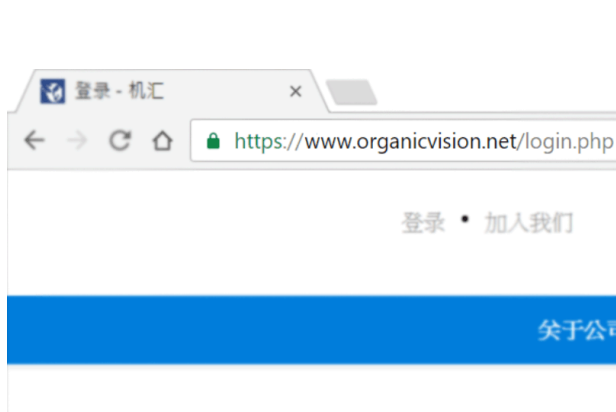 登录 - 机汇
https://www.organicvision.net/login.php
登录 • 加入我们
关于公司